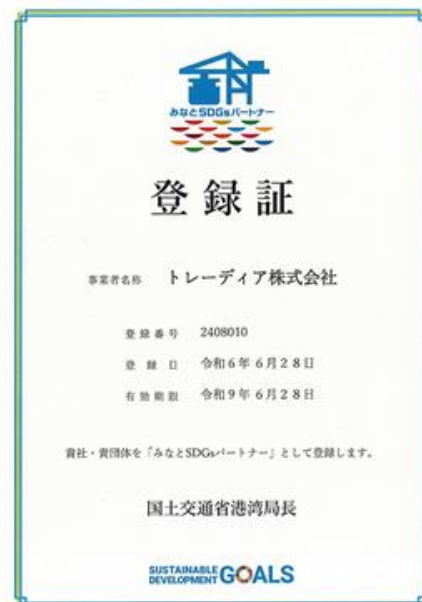 みなとSDGsパートナー
登録証
事業者名称 トレーディア株式会社
登録番号 2408010
登録日 令和6年6月28日
有効期限 令和9年6月28日
貴社・貴団体を「みなとSDGsパートナー」として登録します。
国土交通省港湾局長
SUSTAINABLE DEVELOPMENT GOALS